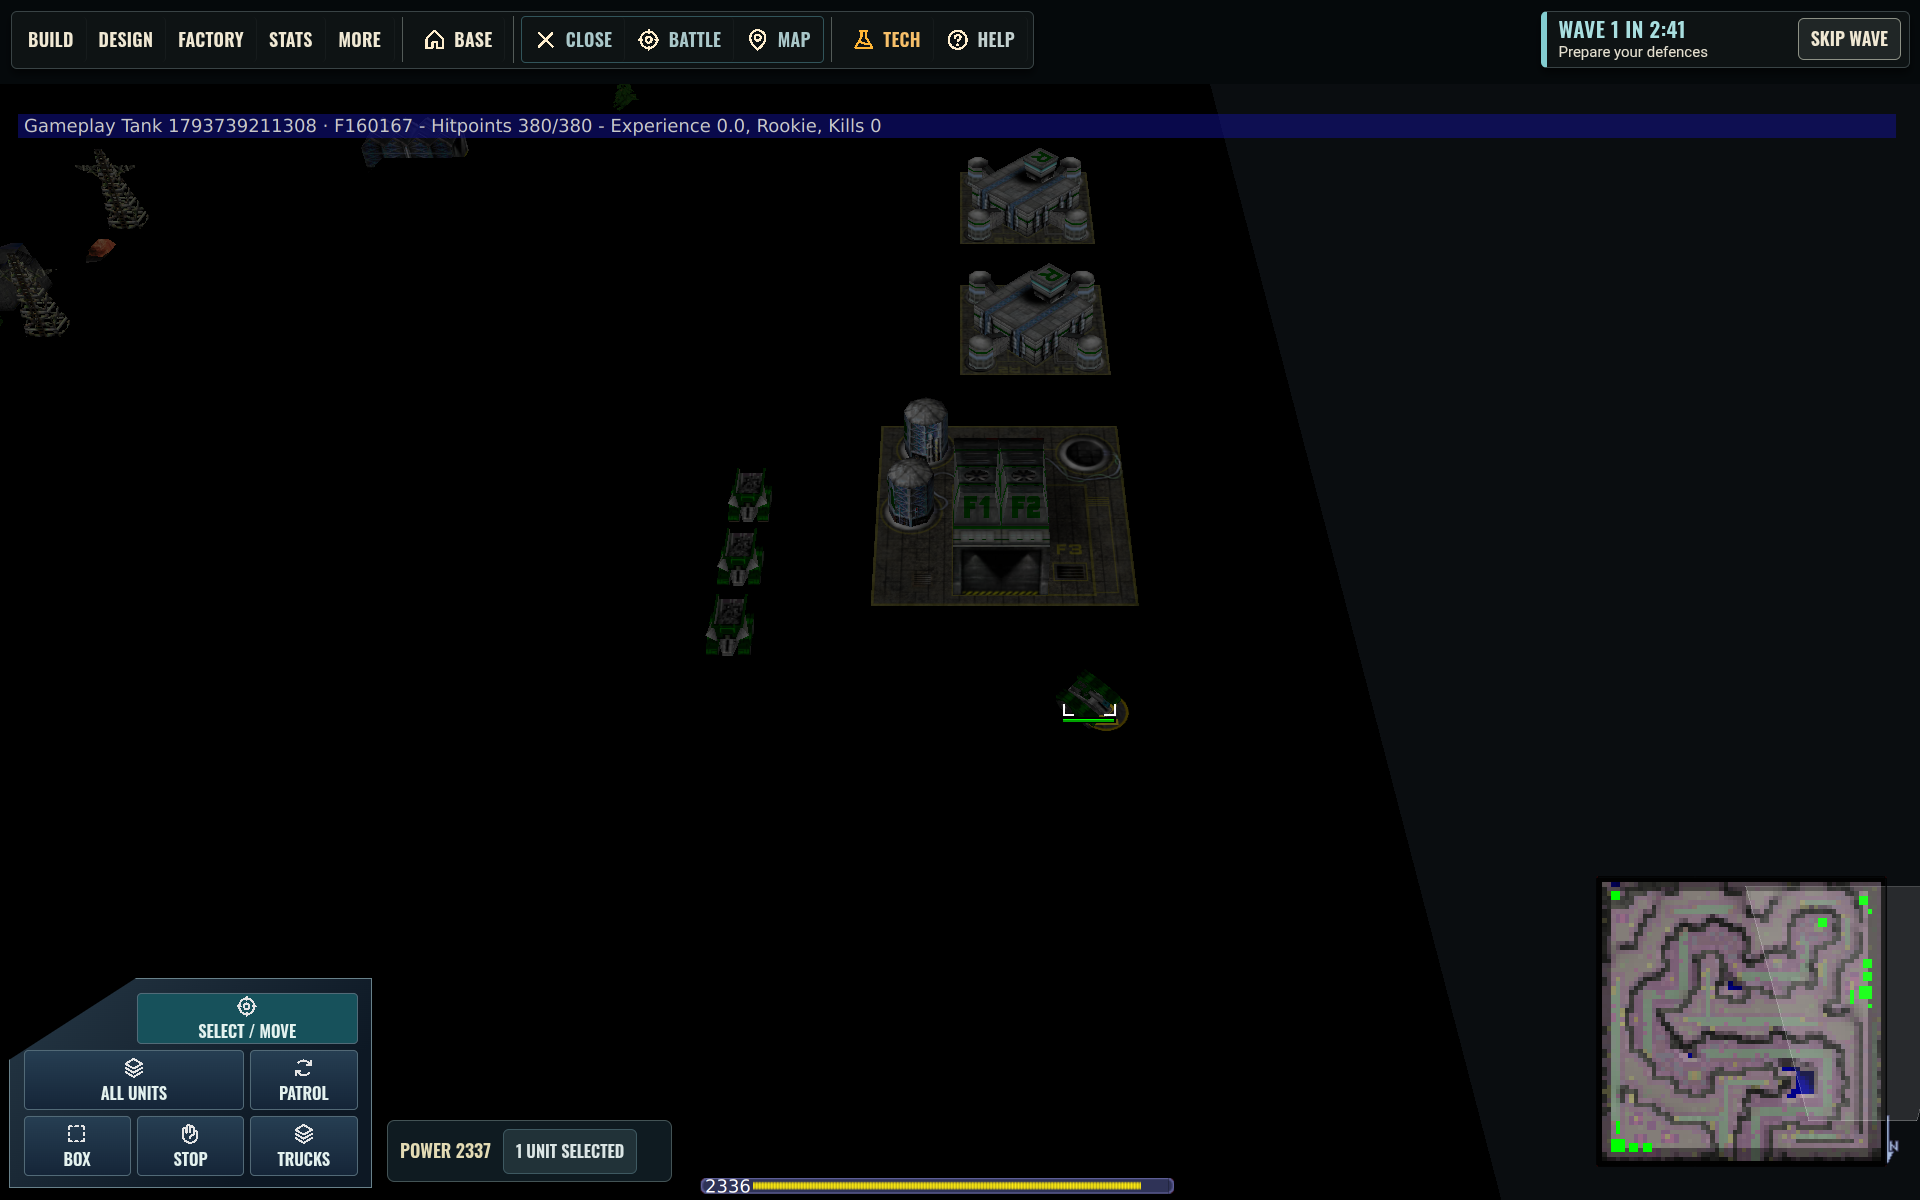 BUILD DESIGN FACTORY STATS MORE BASE CLOSE BATTLE MAP TECH HELP
WAVE 1 IN 2:41
Prepare your defences
SKIP WAVE
Gameplay Tank 1793739211308 · F160167 - Hitpoints 380/380 - Experience 0.0, Rookie, Kills 0
R
R
F1 F2
F3
SELECT / MOVE
ALL UNITS PATROL
BOX STOP TRUCKS
POWER 2337 1 UNIT SELECTED
2336
N